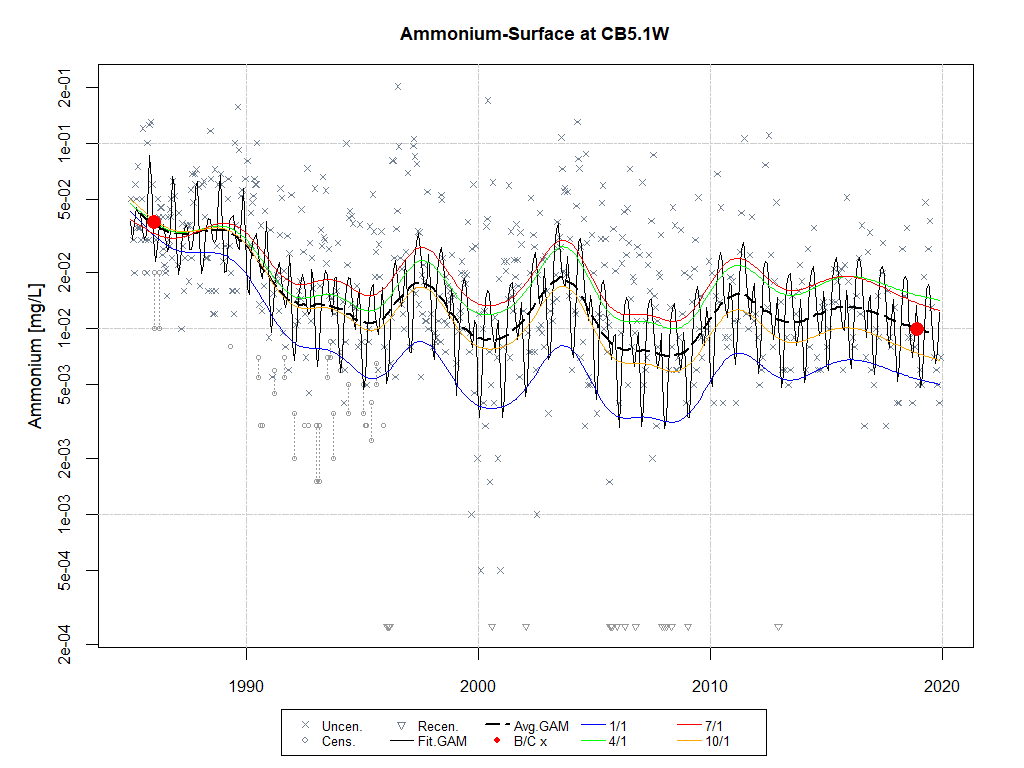 Ammonium-Surface at CB5.1W
Ammonium [mg/L]
2e-01
1e-01
5e-02
2e-02
1e-02
5e-03
2e-03
1e-03
5e-04
2e-04
1990 2000 2010 2020
Uncen. Recen. Avg.GAM 1/1 7/1
Cens. Fit.GAM B/C x 4/1 10/1